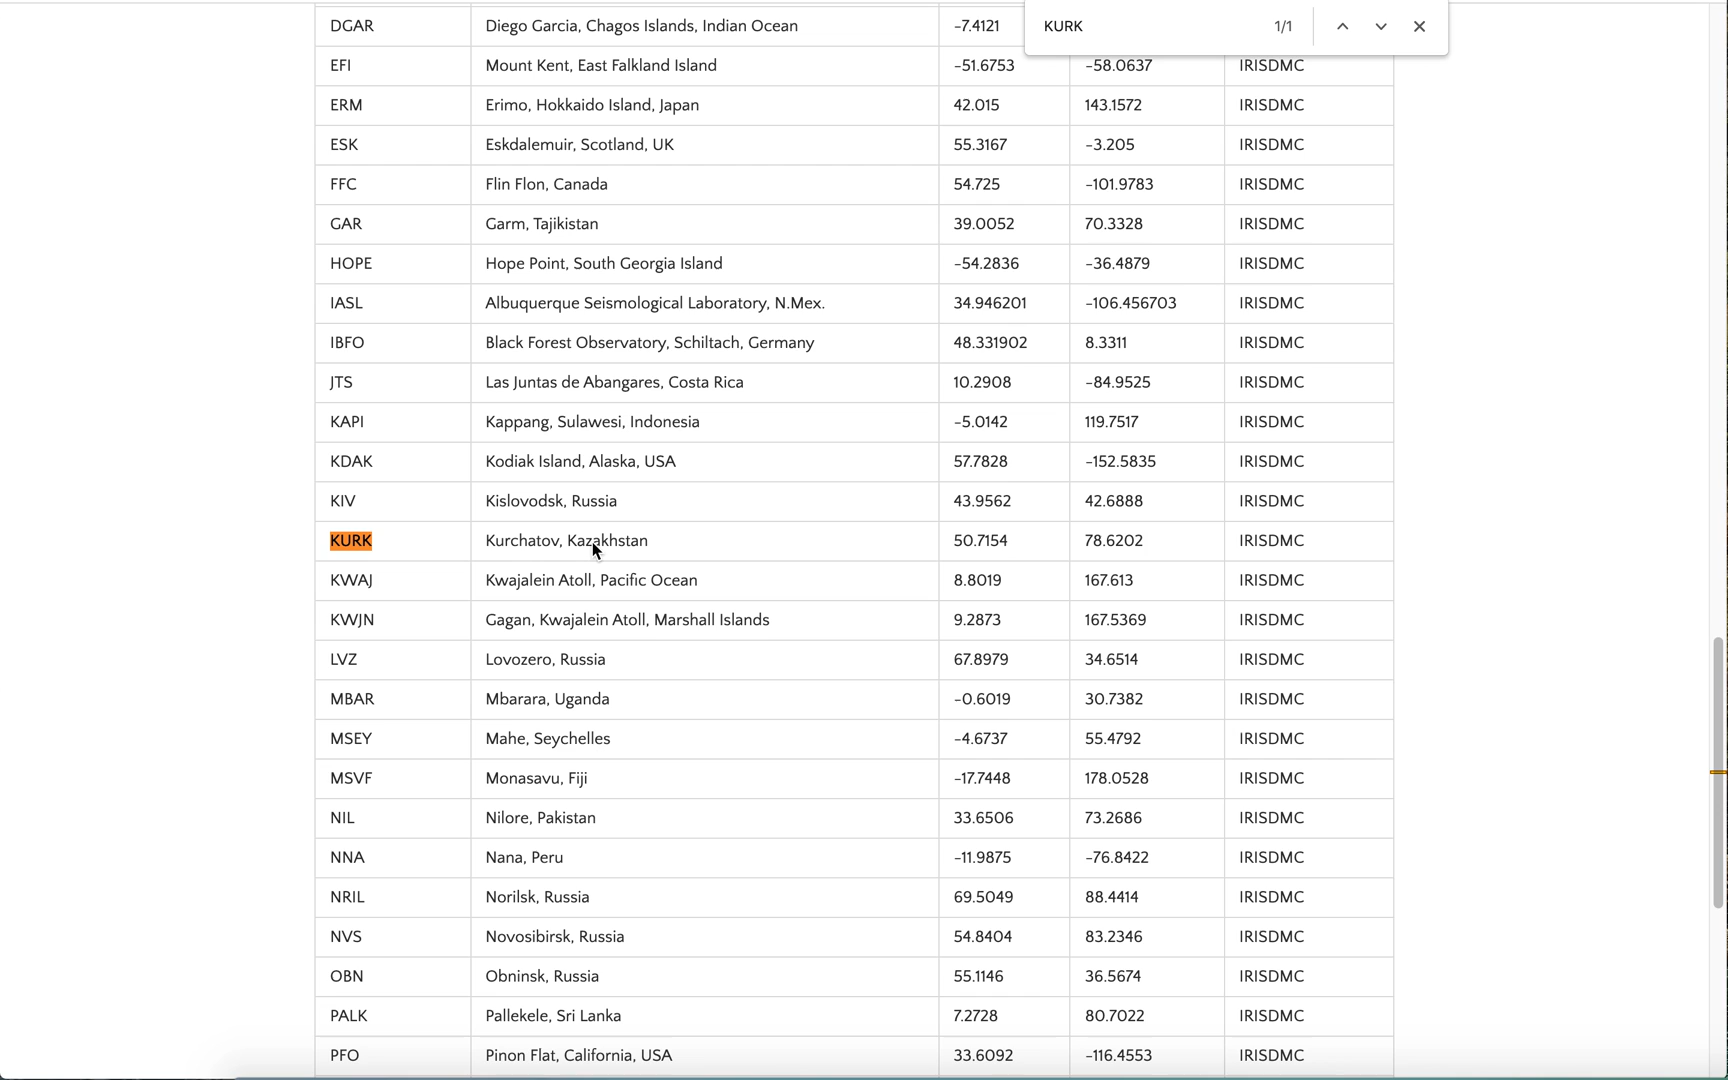 DGAR Diego Garcia, Chagos Islands, Indian Ocean -7.4121
KURK 1/1
EFI Mount Kent, East Falkland Island -51.6753 -58.0637 IRISDMC
ERM Erimo, Hokkaido Island, Japan 42.015 143.1572 IRISDMC
ESK Eskdalemuir, Scotland, UK 55.3167 -3.205 IRISDMC
FFC Flin Flon, Canada 54.725 -101.9783 IRISDMC
GAR Garm, Tajikistan 39.0052 70.3328 IRISDMC
HOPE Hope Point, South Georgia Island -54.2836 -36.4879 IRISDMC
IASL Albuquerque Seismological Laboratory, N.Mex. 34.946201 -106.456703 IRISDMC
IBFO Black Forest Observatory, Schiltach, Germany 48.331902 8.3311 IRISDMC
JTS Las Juntas de Abangares, Costa Rica 10.2908 -84.9525 IRISDMC
KAPI Kappang, Sulawesi, Indonesia -5.0142 119.7517 IRISDMC
KDAK Kodiak Island, Alaska, USA 57.7828 -152.5835 IRISDMC
KIV Kislovodsk, Russia 43.9562 42.6888 IRISDMC
KURK Kurchatov, Kazakhstan 50.7154 78.6202 IRISDMC
KWAJ Kwajalein Atoll, Pacific Ocean 8.8019 167.613 IRISDMC
KWJN Gagan, Kwajalein Atoll, Marshall Islands 9.2873 167.5369 IRISDMC
LVZ Lovozero, Russia 67.8979 34.6514 IRISDMC
MBAR Mbarara, Uganda -0.6019 30.7382 IRISDMC
MSEY Mahe, Seychelles -4.6737 55.4792 IRISDMC
MSVF Monasavu, Fiji -17.7448 178.0528 IRISDMC
NIL Nilore, Pakistan 33.6506 73.2686 IRISDMC
NNA Nana, Peru -11.9875 -76.8422 IRISDMC
NRIL Norilsk, Russia 69.5049 88.4414 IRISDMC
NVS Novosibirsk, Russia 54.8404 83.2346 IRISDMC
OBN Obninsk, Russia 55.1146 36.5674 IRISDMC
PALK Pallekele, Sri Lanka 7.2728 80.7022 IRISDMC
PFO Pinon Flat, California, USA 33.6092 -116.4553 IRISDMC